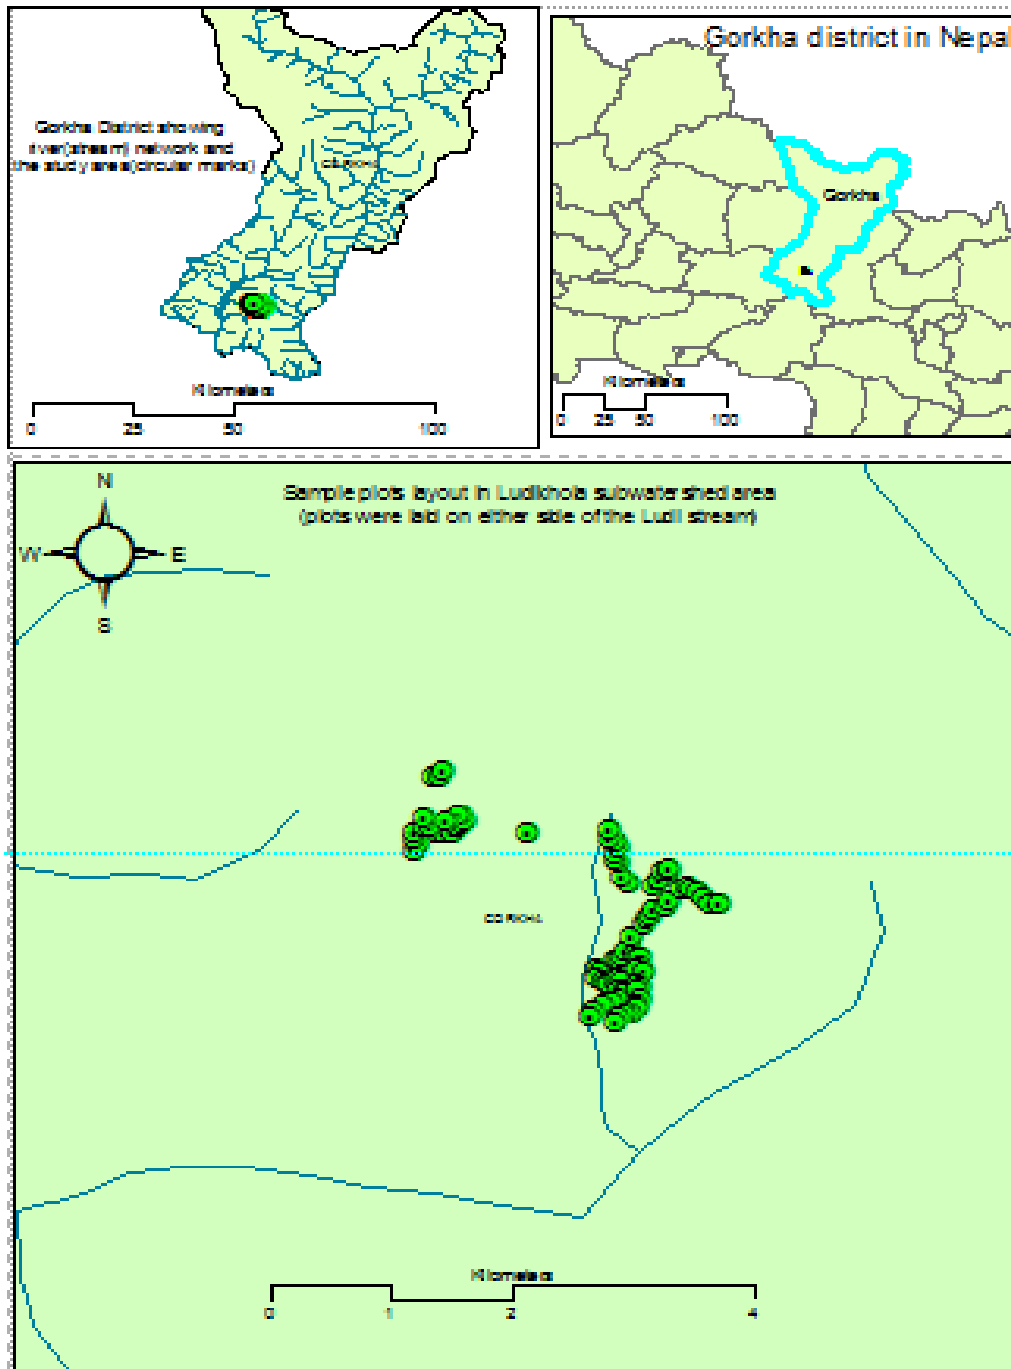 Gorkha District showing
river(stream) network and
the study area(circular marks)
GORKHA
Kilometers
0 25 50 100
Gorkha district in Nepal
Gorkha
Kilometers
0 25 50 100
Sample plots layout in Ludikhola subwatershed area
(plots were laid on either side of the Ludi stream)
N
W E
S
GORKHA
Kilometers
0 1 2 4